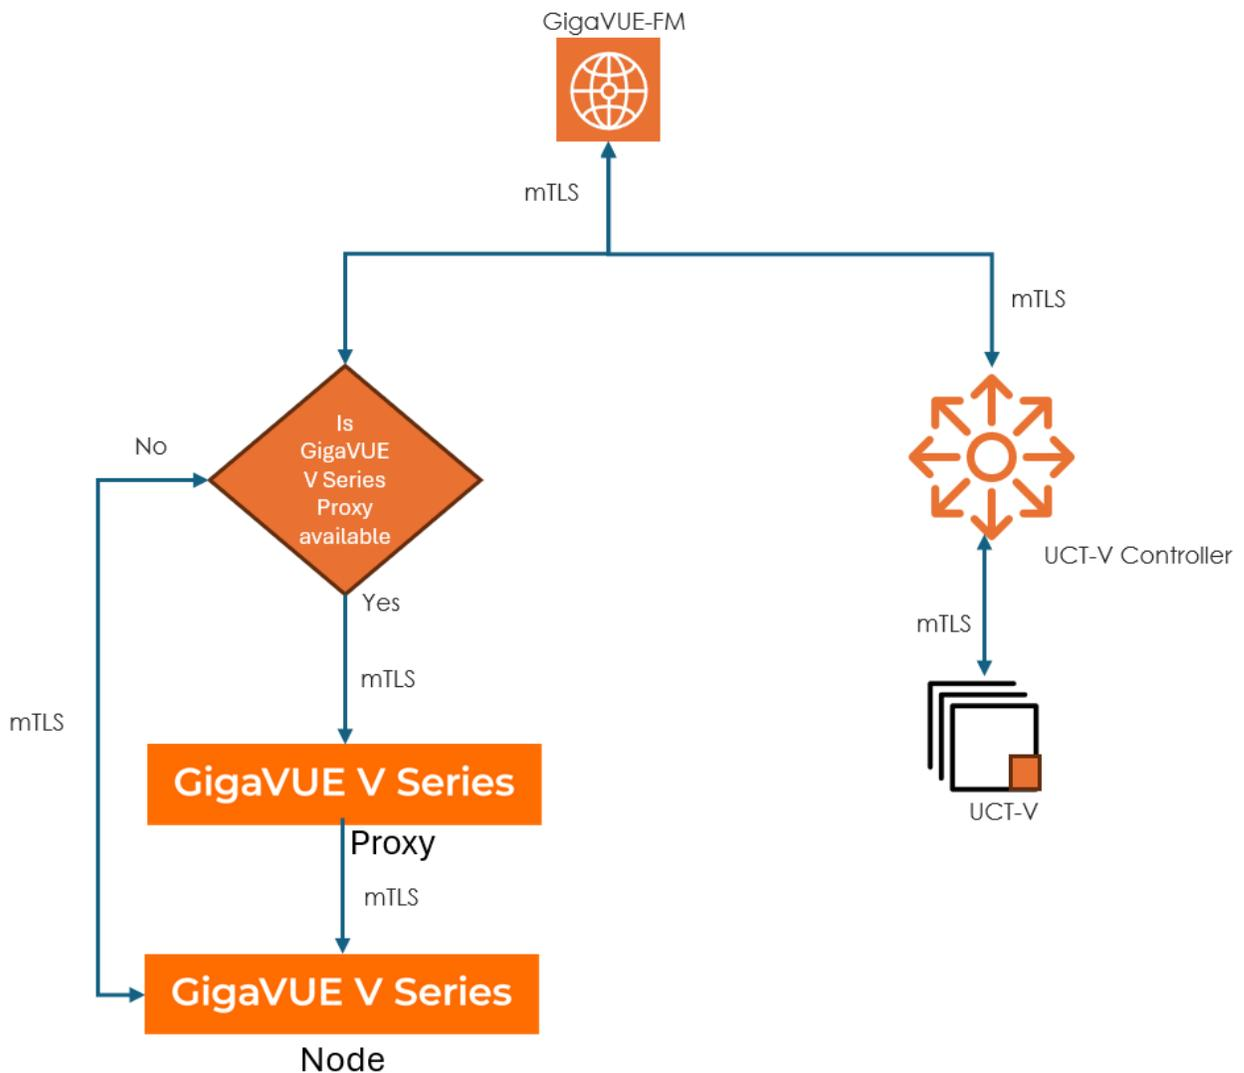 GigaVUE-FM
mTLS
mTLS
Is
GigaVUE
V Series
Proxy
available
No
Yes
mTLS
mTLS
GigaVUE V Series
Proxy
mTLS
GigaVUE V Series
Node
UCT-V Controller
mTLS
UCT-V